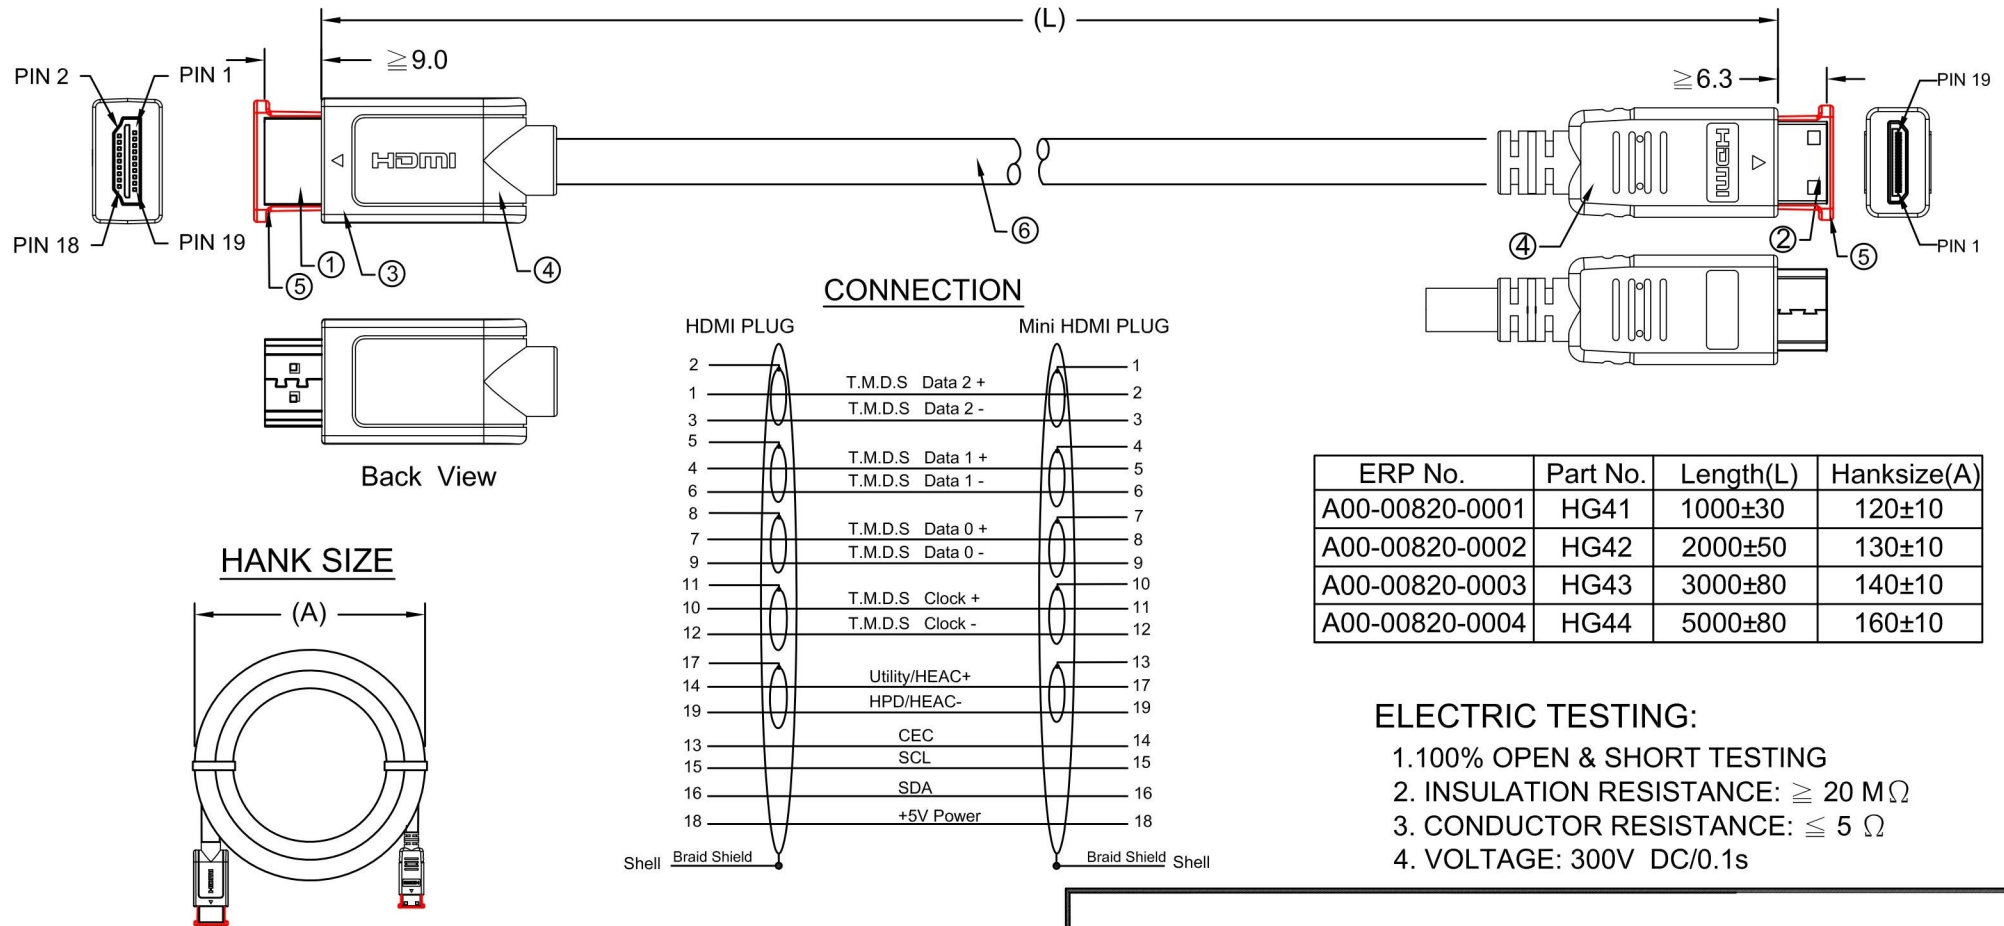 (L)
≧9.0
≧6.3
PIN 2
PIN 1
PIN 19
HDMI
HDMI
PIN 18
PIN 19
PIN 1
①
③
⑤
④
⑥
④
②
⑤
Back View
CONNECTION
HDMI PLUG
Mini HDMI PLUG
2 1
1 T.M.D.S Data 2 + 2
3 T.M.D.S Data 2 - 3
5 4
4 T.M.D.S Data 1 + 5
6 T.M.D.S Data 1 - 6
8 7
7 T.M.D.S Data 0 + 8
9 T.M.D.S Data 0 - 9
11 10
10 T.M.D.S Clock + 11
12 T.M.D.S Clock - 12
17 13
14 Utility/HEAC+ 17
19 HPD/HEAC- 19
13 CEC 14
15 SCL 15
16 SDA 16
18 +5V Power 18
Shell Braid Shield Braid Shield Shell
HANK SIZE
(A)
HDMI
ERP No. Part No. Length(L) Hanksize(A)
A00-00820-0001 HG41 1000±30 120±10
A00-00820-0002 HG42 2000±50 130±10
A00-00820-0003 HG43 3000±80 140±10
A00-00820-0004 HG44 5000±80 160±10
ELECTRIC TESTING:
1.100% OPEN & SHORT TESTING
2. INSULATION RESISTANCE: ≧ 20 MΩ
3. CONDUCTOR RESISTANCE: ≦ 5 Ω
4. VOLTAGE: 300V DC/0.1s